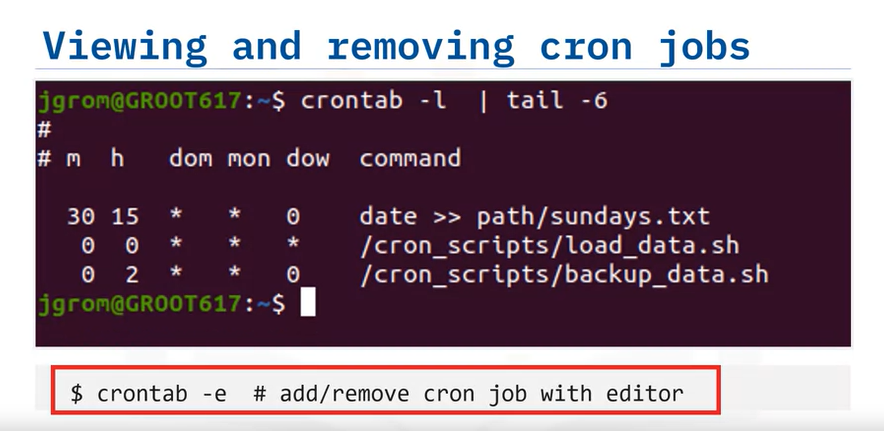 Viewing and removing cron jobs
jgrom@GROOT617:~$ crontab -l  | tail -6
#
# m  h   dom mon dow  command
30 15  *   *   0    date >> path/sundays.txt
0  0  *   *   *    /cron_scripts/load_data.sh
0  2  *   *   0    /cron_scripts/backup_data.sh
jgrom@GROOT617:~$
$ crontab -e  # add/remove cron job with editor